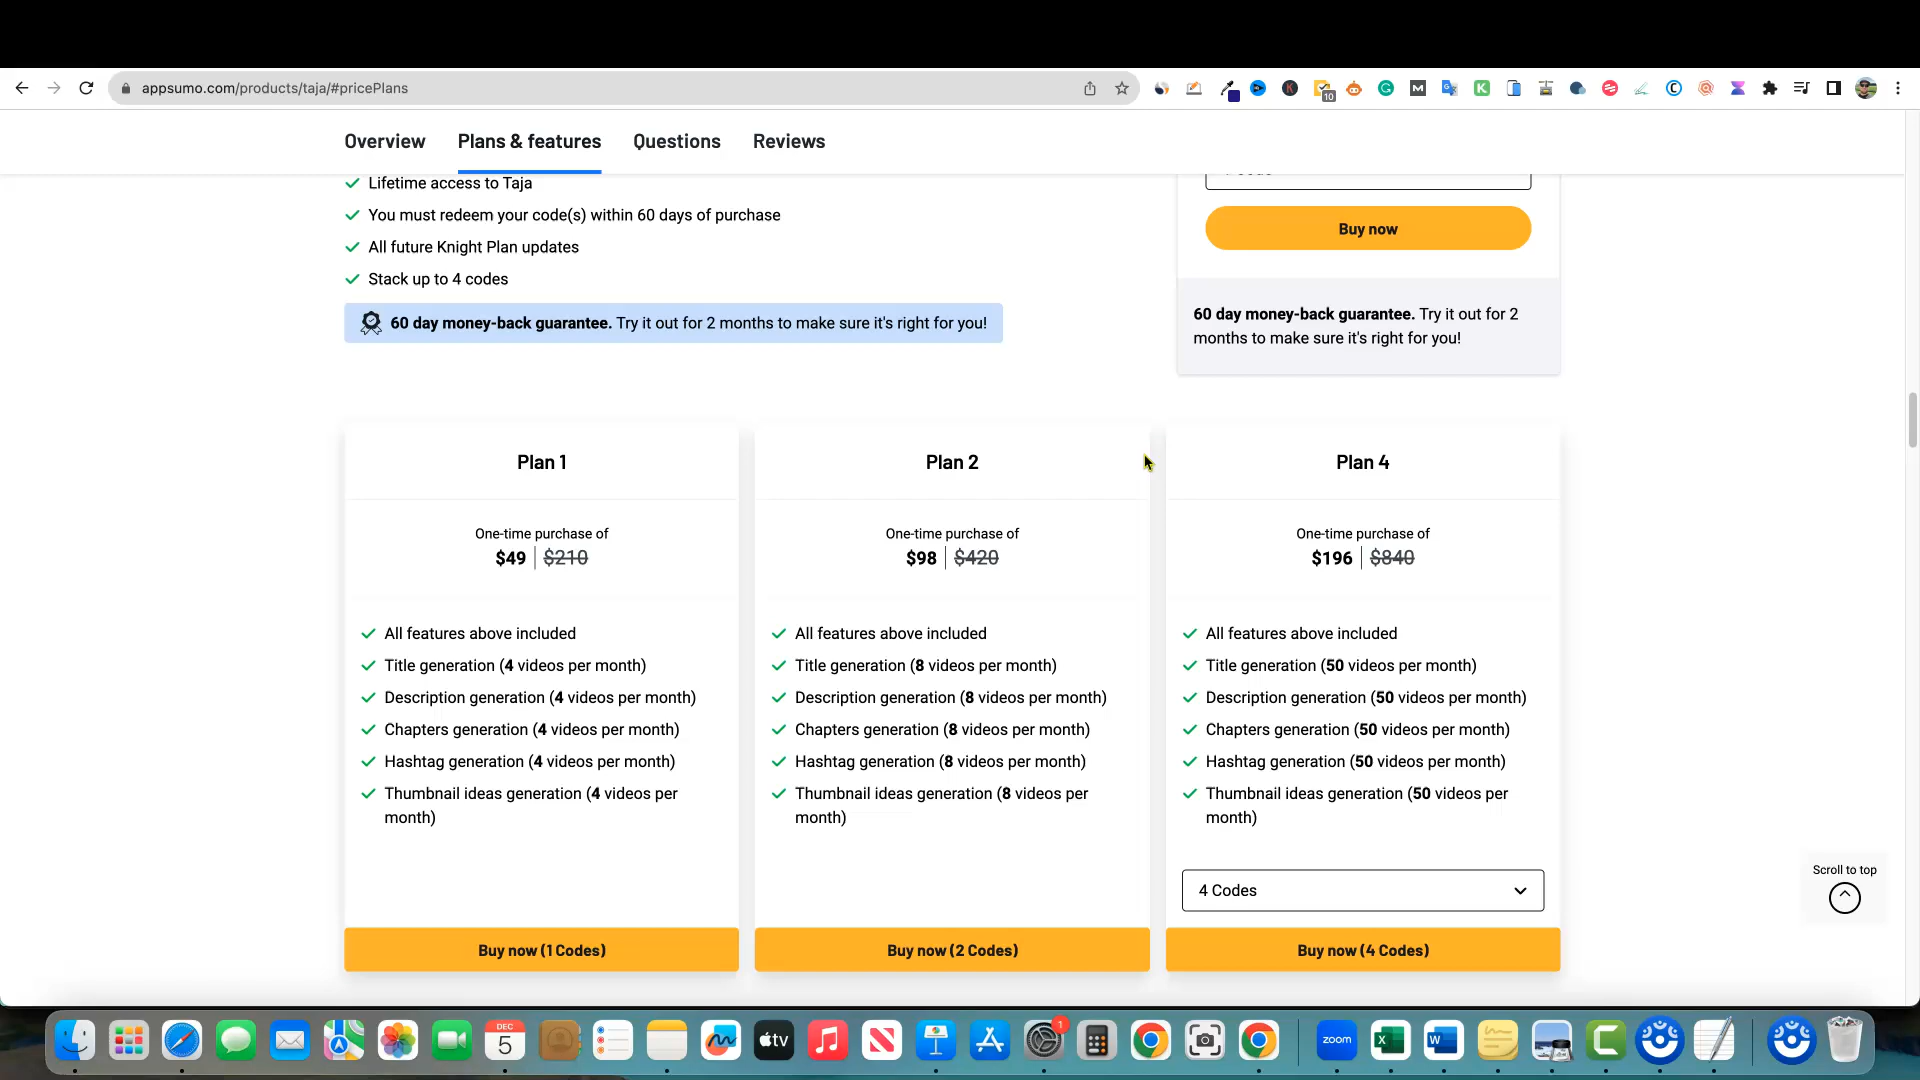 appsumo.com/products/taja/#pricePlans
10
Overview
Plans & features
Questions
Reviews
Lifetime access to Taja
You must redeem your code(s) within 60 days of purchase
All future Knight Plan updates
Stack up to 4 codes
60 day money-back guarantee. Try it out for 2 months to make sure it's right for you!
Buy now
60 day money-back guarantee. Try it out for 2
months to make sure it's right for you!
Plan 1
One-time purchase of
$49 | $210
All features above included
Title generation (4 videos per month)
Description generation (4 videos per month)
Chapters generation (4 videos per month)
Hashtag generation (4 videos per month)
Thumbnail ideas generation (4 videos per
month)
Buy now (1 Codes)
Plan 2
One-time purchase of
$98 | $420
All features above included
Title generation (8 videos per month)
Description generation (8 videos per month)
Chapters generation (8 videos per month)
Hashtag generation (8 videos per month)
Thumbnail ideas generation (8 videos per
month)
Buy now (2 Codes)
Plan 4
One-time purchase of
$196 | $840
All features above included
Title generation (50 videos per month)
Description generation (50 videos per month)
Chapters generation (50 videos per month)
Hashtag generation (50 videos per month)
Thumbnail ideas generation (50 videos per
month)
4 Codes
Buy now (4 Codes)
Scroll to top
DEC
5
tv
1
zoom
X
W